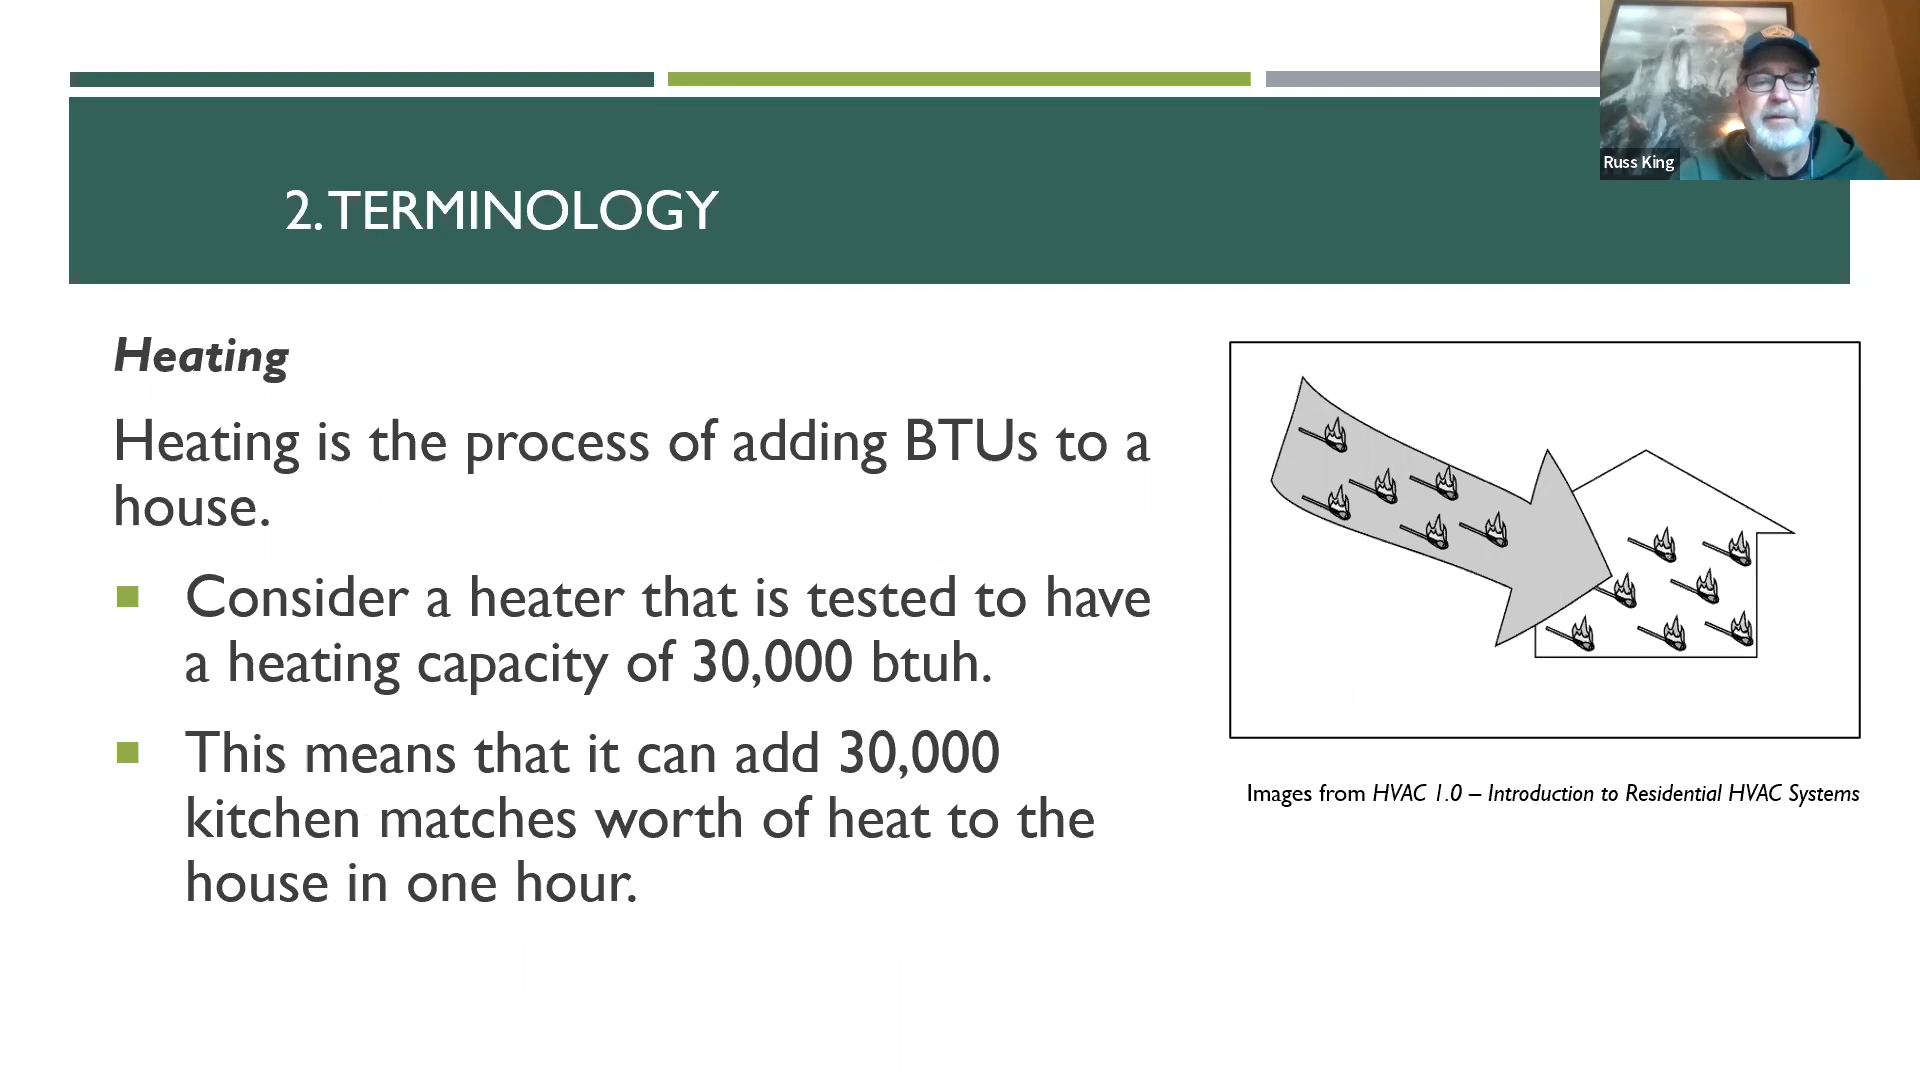 Russ King
2. TERMINOLOGY
Heating
Heating is the process of adding BTUs to a
house.
Consider a heater that is tested to have
a heating capacity of 30,000 btuh.
This means that it can add 30,000
kitchen matches worth of heat to the
house in one hour.
Images from HVAC 1.0 – Introduction to Residential HVAC Systems